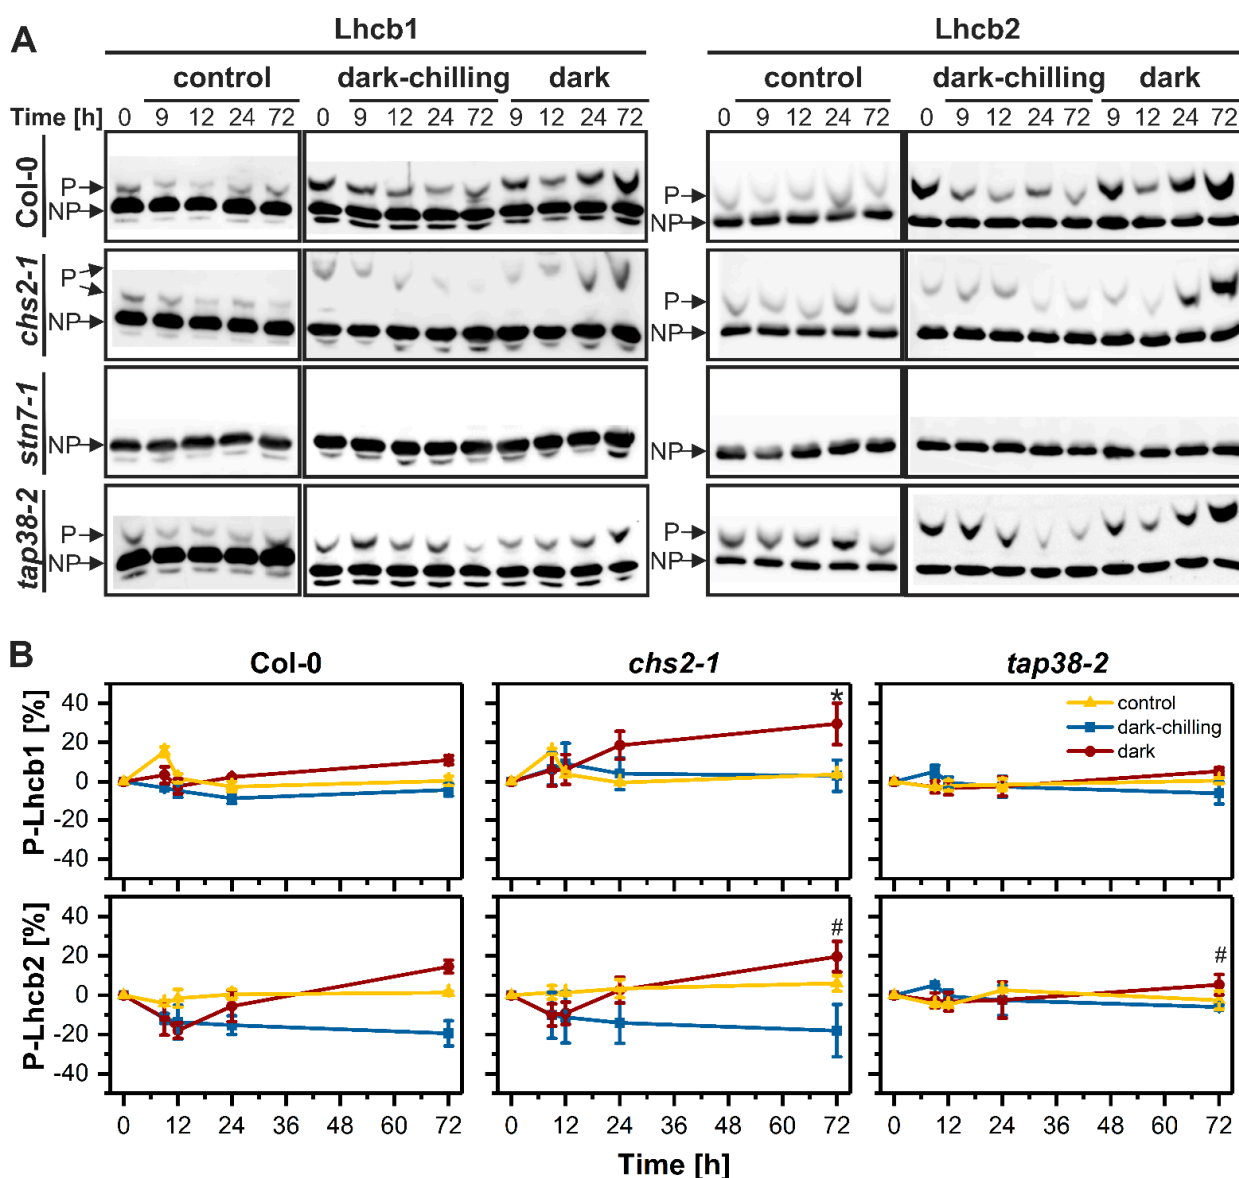 A
Lhcb1 Lhcb2
control dark-chilling dark control dark-chilling dark
Time [h] 0 9 12 24 72 0 9 12 24 72 9 12 24 72 0 9 12 24 72 0 9 12 24 72 9 12 24 72
Col-0 P NP P NP
chs2-1 P NP P NP
stn7-1 NP NP
tap38-2 P NP P NP
B
Col-0 chs2-1 tap38-2
P-Lhcb1 [%]
40
20
0
-20
-40
*
control
dark-chilling
dark
P-Lhcb2 [%]
40
20
0
-20
-40
# #
0 12 24 36 48 60 72 0 12 24 36 48 60 72 0 12 24 36 48 60 72
Time [h]